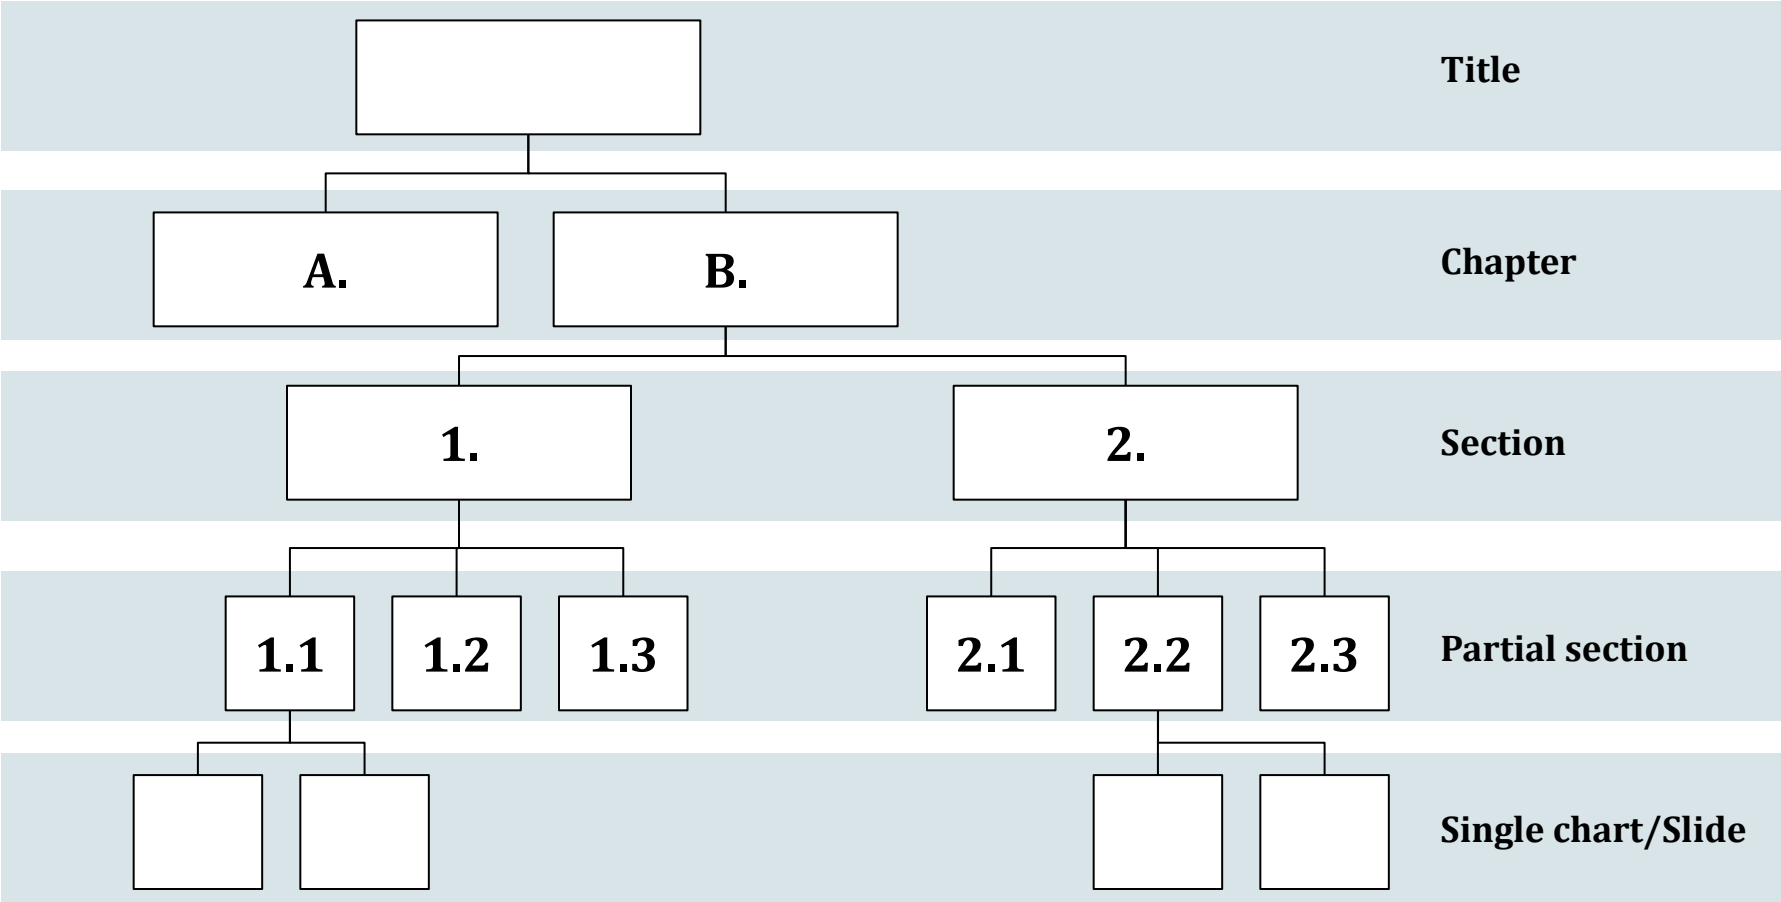 Title
A.
B.
Chapter
1.
2.
Section
1.1
1.2
1.3
2.1
2.2
2.3
Partial section
Single chart/Slide